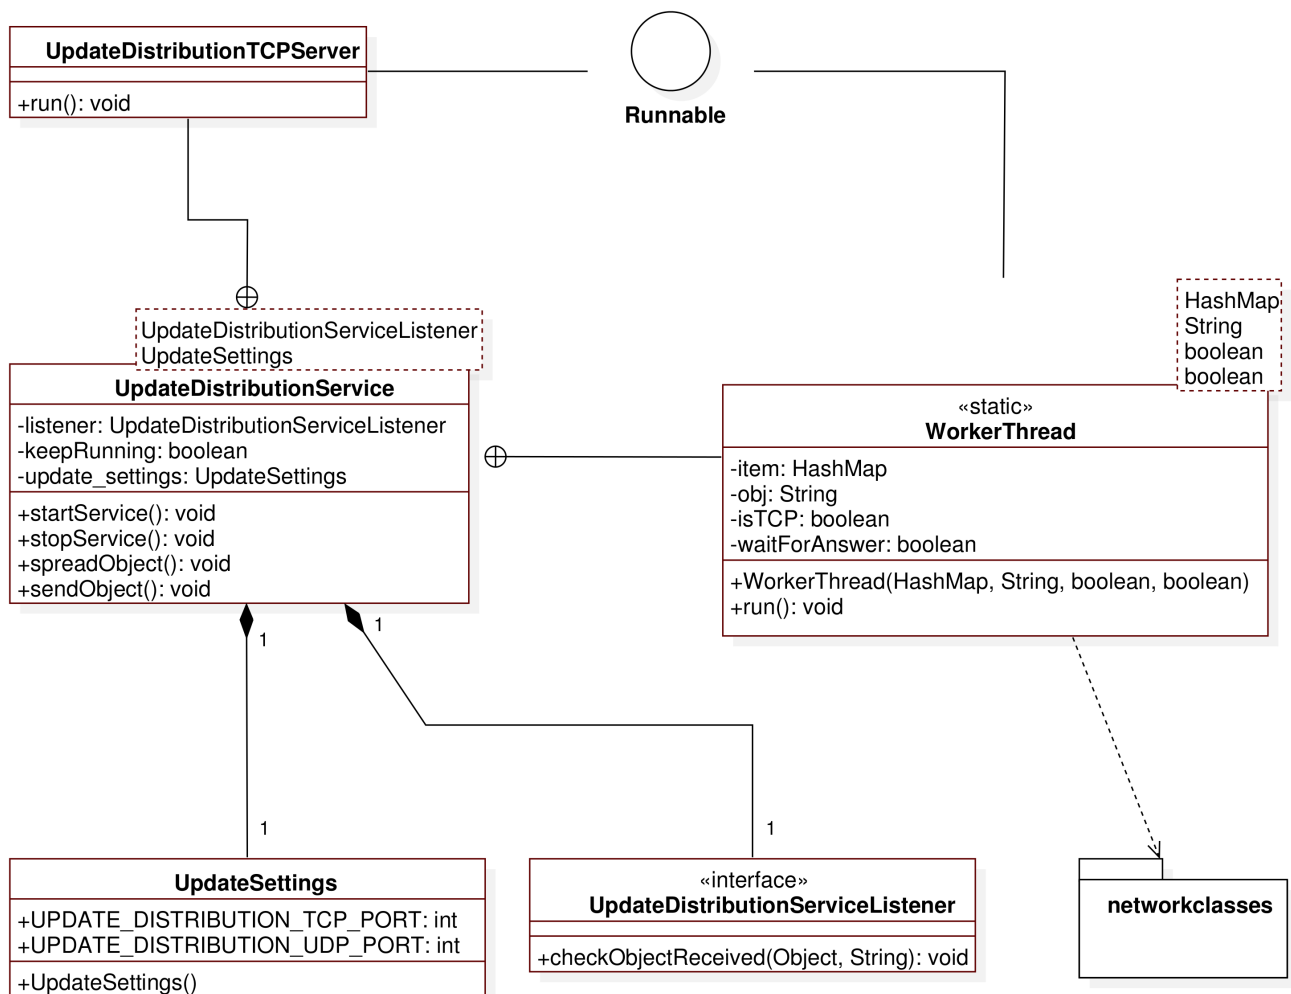 UpdateDistributionTCPServer
+run(): void
Runnable
UpdateDistributionServiceListener
UpdateSettings
UpdateDistributionService
-listener: UpdateDistributionServiceListener
-keepRunning: boolean
-update_settings: UpdateSettings
+startService(): void
+stopService(): void
+spreadObject(): void
+sendObject(): void
HashMap
String
boolean
boolean
«static»
WorkerThread
-item: HashMap
-obj: String
-isTCP: boolean
-waitForAnswer: boolean
+WorkerThread(HashMap, String, boolean, boolean)
+run(): void
1
1
1
1
UpdateSettings
+UPDATE_DISTRIBUTION_TCP_PORT: int
+UPDATE_DISTRIBUTION_UDP_PORT: int
+UpdateSettings()
«interface»
UpdateDistributionServiceListener
+checkObjectReceived(Object, String): void
networkclasses